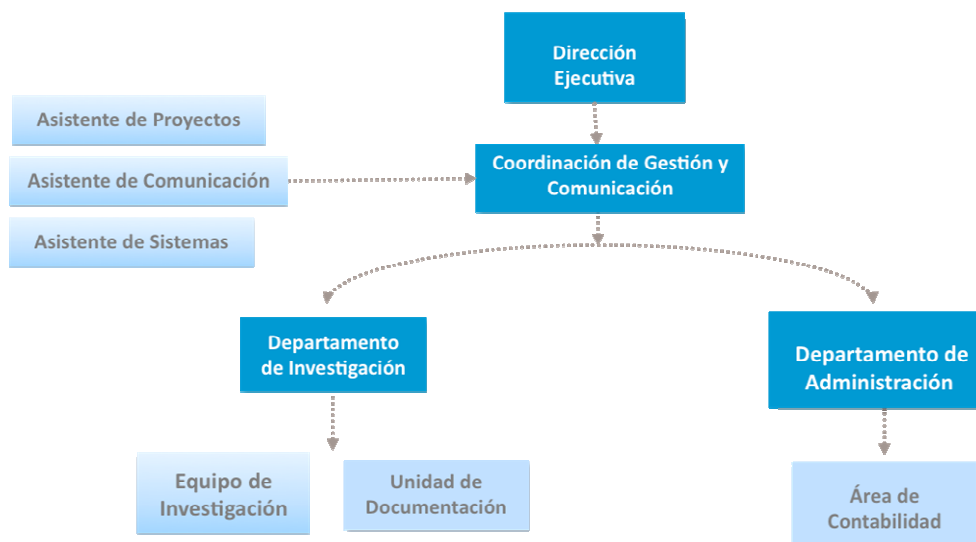 Dirección
Ejecutiva
Asistente de Proyectos
Asistente de Comunicación
Asistente de Sistemas
Coordinación de Gestión y
Comunicación
Departamento
de Investigación
Departamento de
Administración
Equipo de
Investigación
Unidad de
Documentación
Área de
Contabilidad